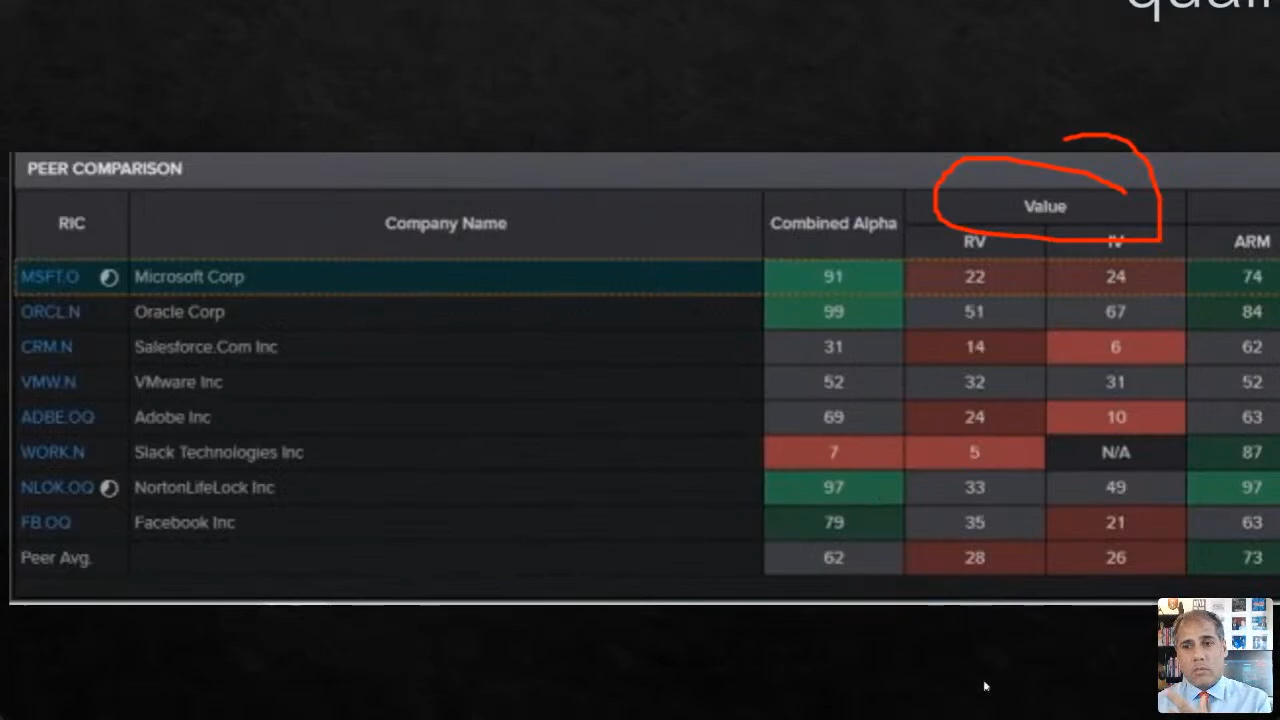 quali
PEER COMPARISON
RIC Company Name Combined Alpha Value
RV IV ARM
MSFT.O Microsoft Corp 91 22 24 74
ORCL.N Oracle Corp 99 51 67 84
CRM.N Salesforce.Com Inc 31 14 6 62
VMW.N VMware Inc 52 32 31 52
ADBE.OQ Adobe Inc 69 24 10 63
WORK.N Slack Technologies Inc 7 5 N/A 87
NLOK.OQ NortonLifeLock Inc 97 33 49 97
FB.OQ Facebook Inc 79 35 21 63
Peer Avg. 62 28 26 73